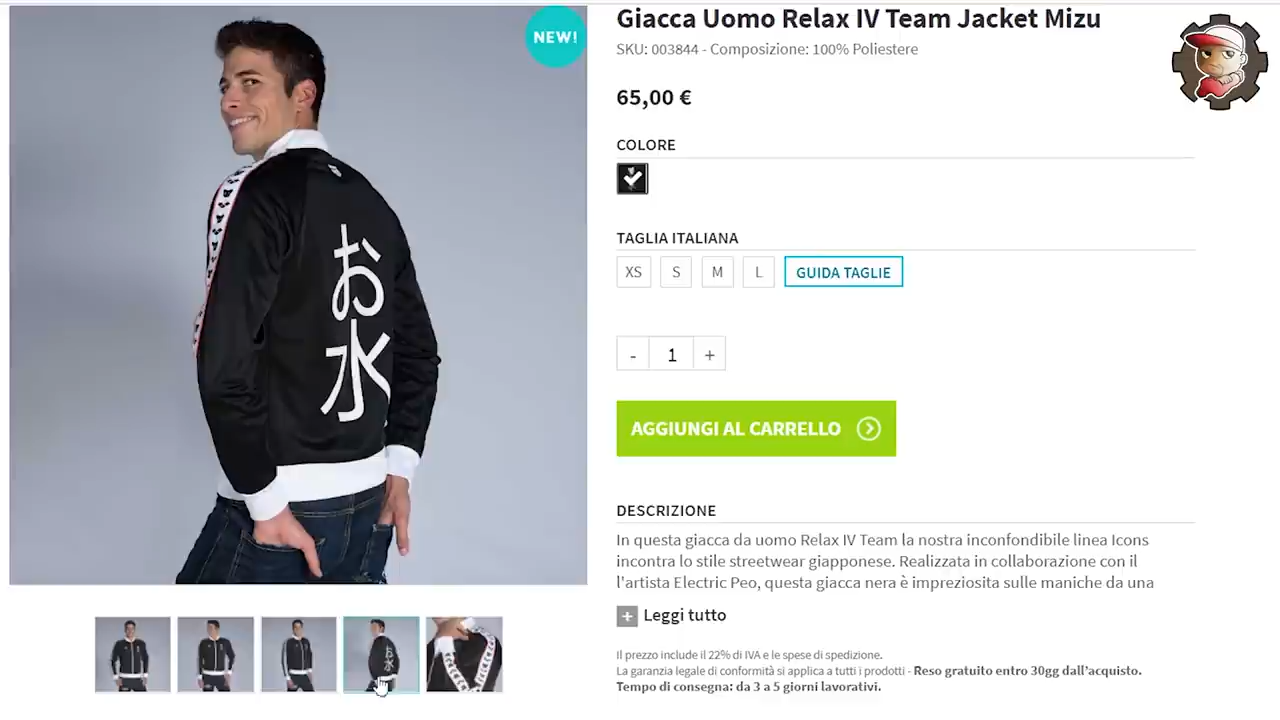 NEW!
お
水
Giacca Uomo Relax IV Team Jacket Mizu
SKU: 003844 - Composizione: 100% Poliestere
65,00 €
COLORE
TAGLIA ITALIANA
XS S M L GUIDA TAGLIE
- 1 +
AGGIUNGI AL CARRELLO
DESCRIZIONE
In questa giacca da uomo Relax IV Team la nostra inconfondibile linea Icons
incontra lo stile streetwear giapponese. Realizzata in collaborazione con il
l'artista Electric Peo, questa giacca nera è impreziosita sulle maniche da una
+ Leggi tutto
Il prezzo include il 22% di IVA e le spese di spedizione.
La garanzia legale di conformità si applica a tutti i prodotti - Reso gratuito entro 30gg dall'acquisto.
Tempo di consegna: da 3 a 5 giorni lavorativi.